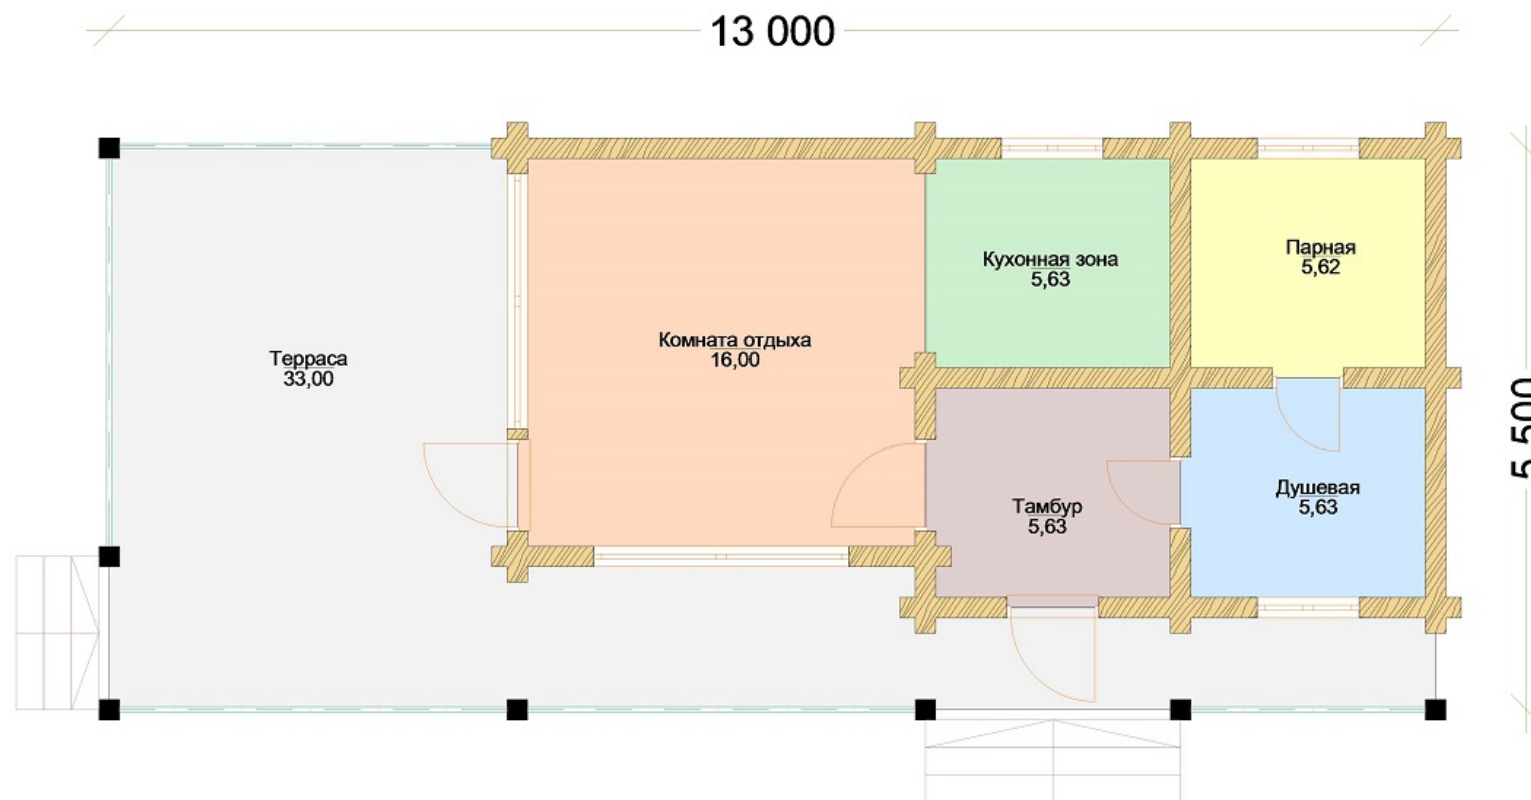 13 000
Кухонная зона
5,63
Парная
5,62
Комната отдыха
16,00
Терраса
33,00
Тамбур
5,63
Душевая
5,63
5 500